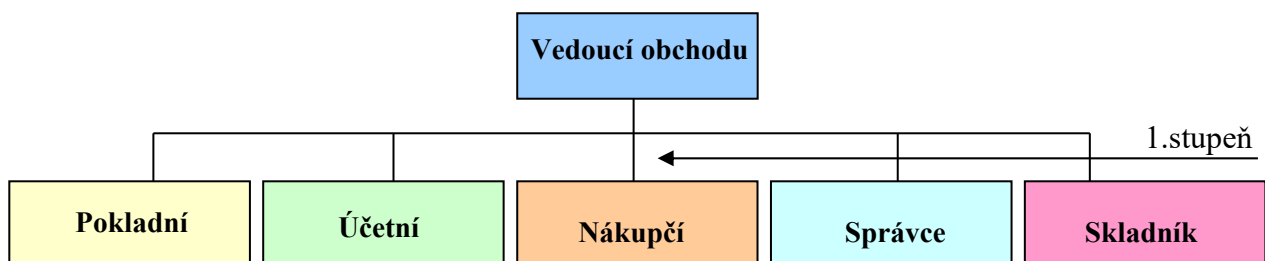 Vedoucí obchodu
1.stupeň
Pokladní
Účetní
Nákupčí
Správce
Skladník